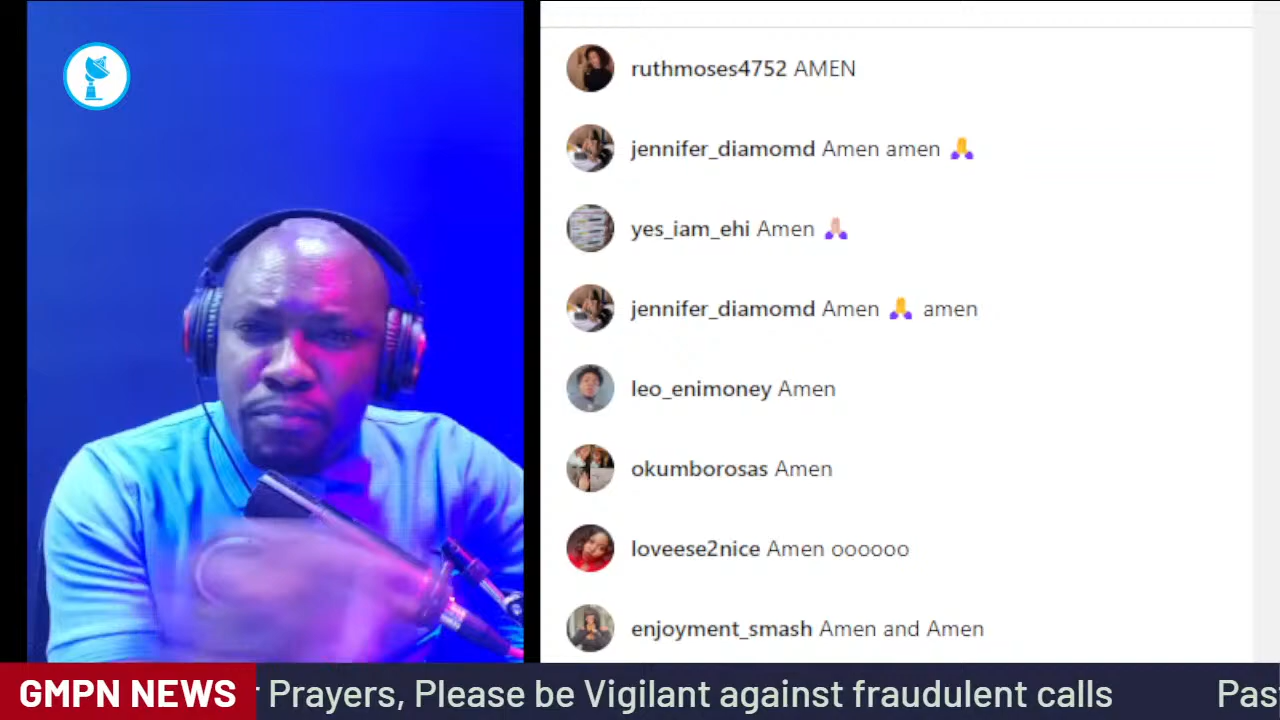 ruthmoses4752 AMEN
jennifer_diamomd Amen amen 🙏
yes_iam_ehi Amen 🙏🏻
jennifer_diamomd Amen 🙏 amen
leo_enimoney Amen
okumborosas Amen
loveese2nice Amen oooooo
enjoyment_smash Amen and Amen
GMPN NEWS
Prayers, Please be Vigilant against fraudulent calls